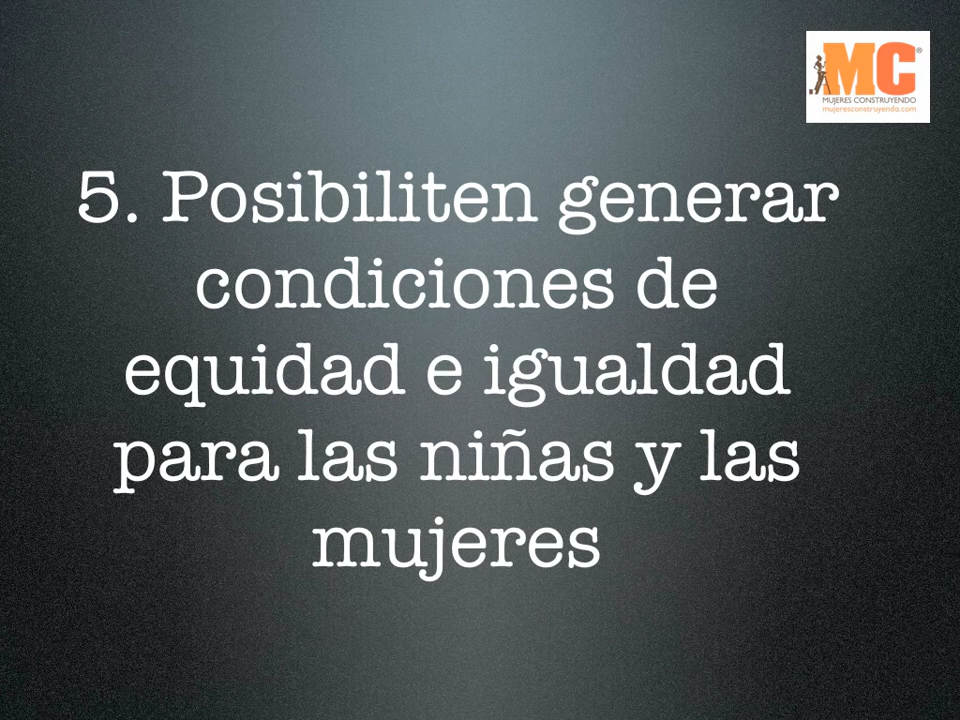 MC®
MUJERES CONSTRUYENDO
mujeresconstruyendo.com
5. Posibiliten generar
condiciones de
equidad e igualdad
para las niñas y las
mujeres